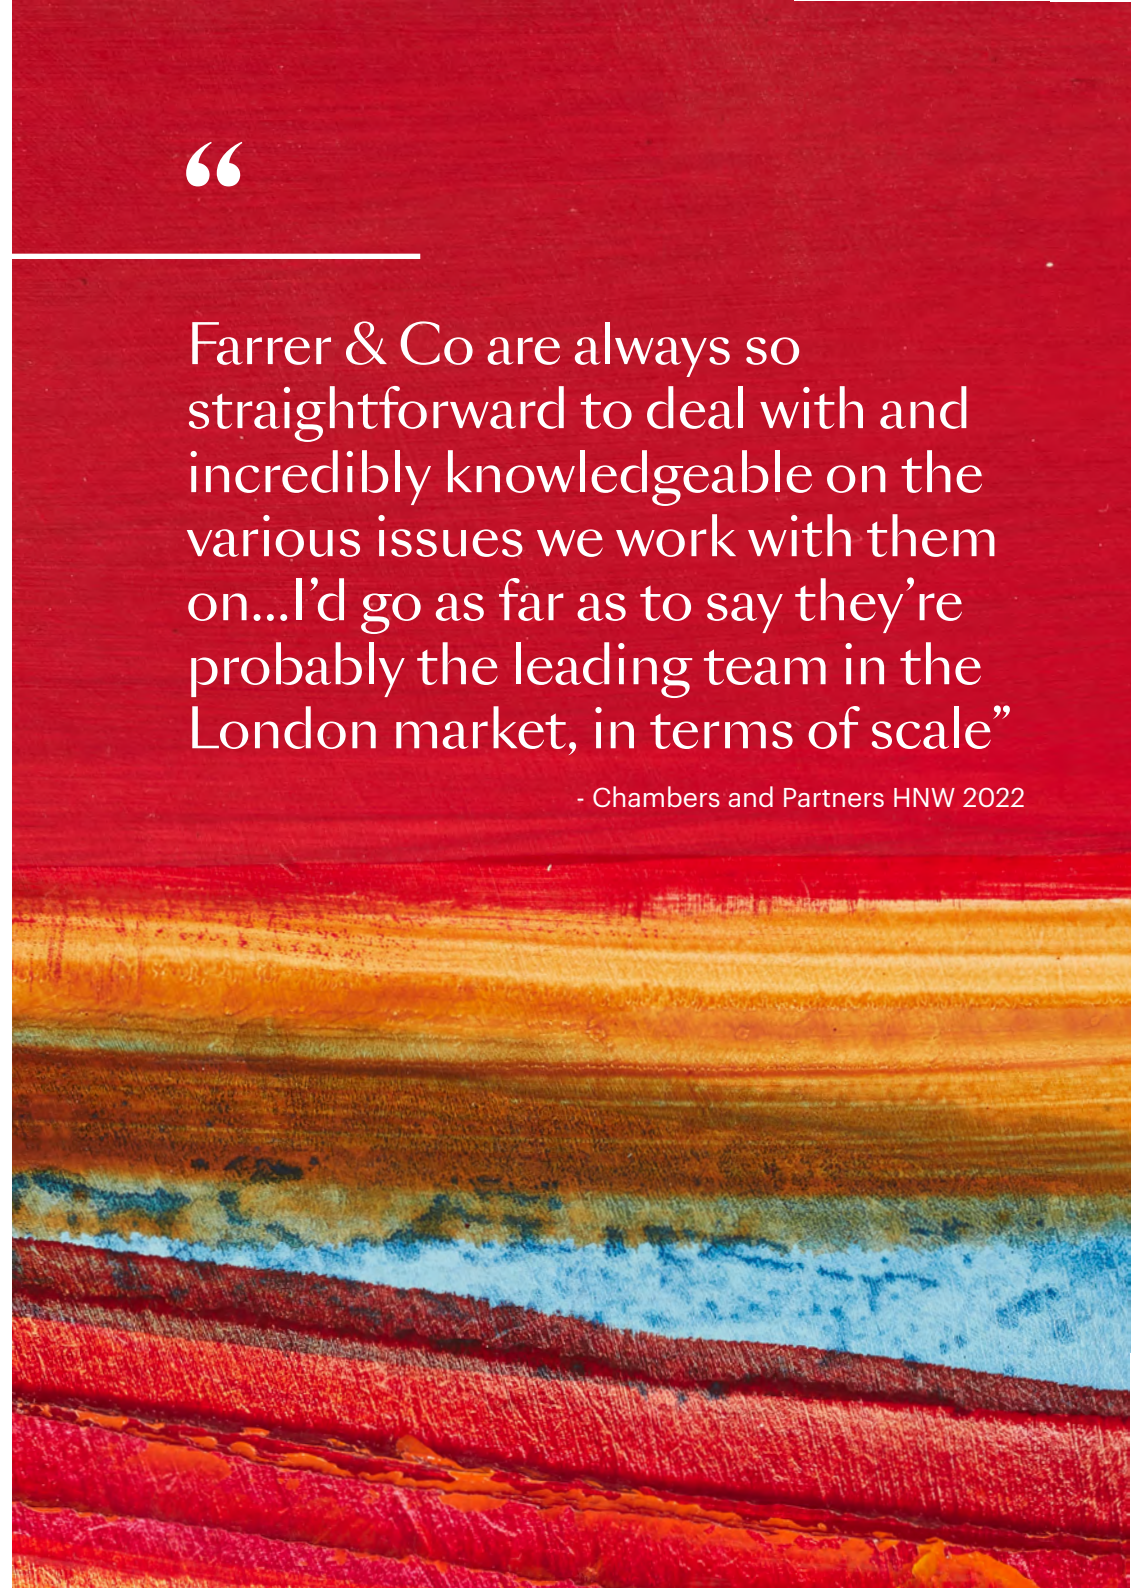 “
Farrer & Co are always so
straightforward to deal with and
incredibly knowledgeable on the
various issues we work with them
on...I’d go as far as to say they’re
probably the leading team in the
London market, in terms of scale”
- Chambers and Partners HNW 2022